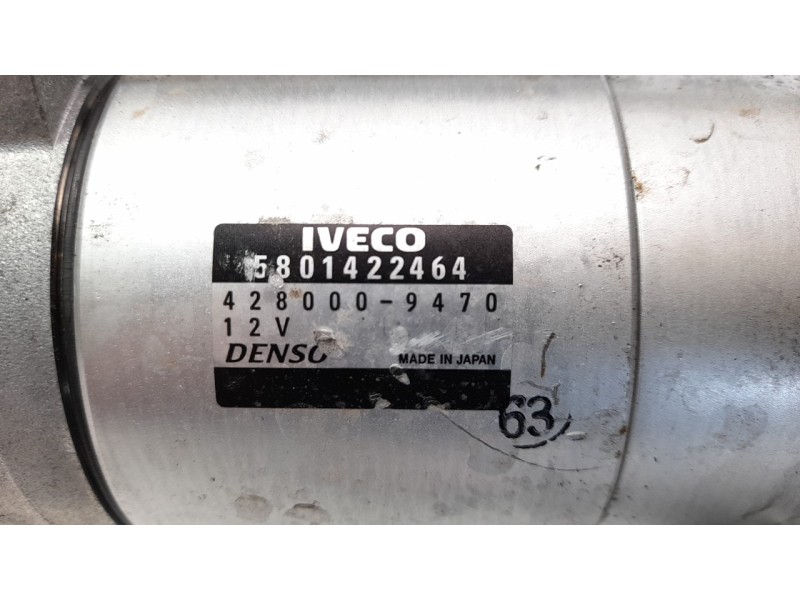 IVECO
5801422464
428000-9470
12V
DENSO
MADE IN JAPAN
63